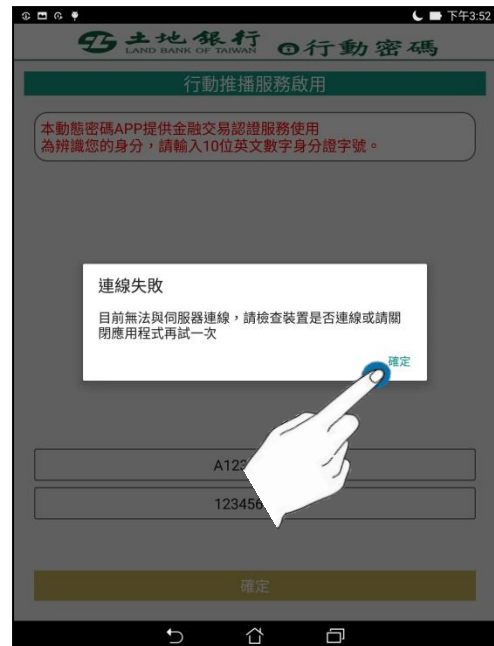 下午3:52
土地銀行
LAND BANK OF TAIWAN
行動密碼
行動推播服務啟用
本動態密碼APP提供金融交易認證服務使用
為辨識您的身分，請輸入10位英文數字身分證字號。
連線失敗
目前無法與伺服器連線，請檢查裝置是否連線或請關
閉應用程式再試一次
確定
A123
123456
確定